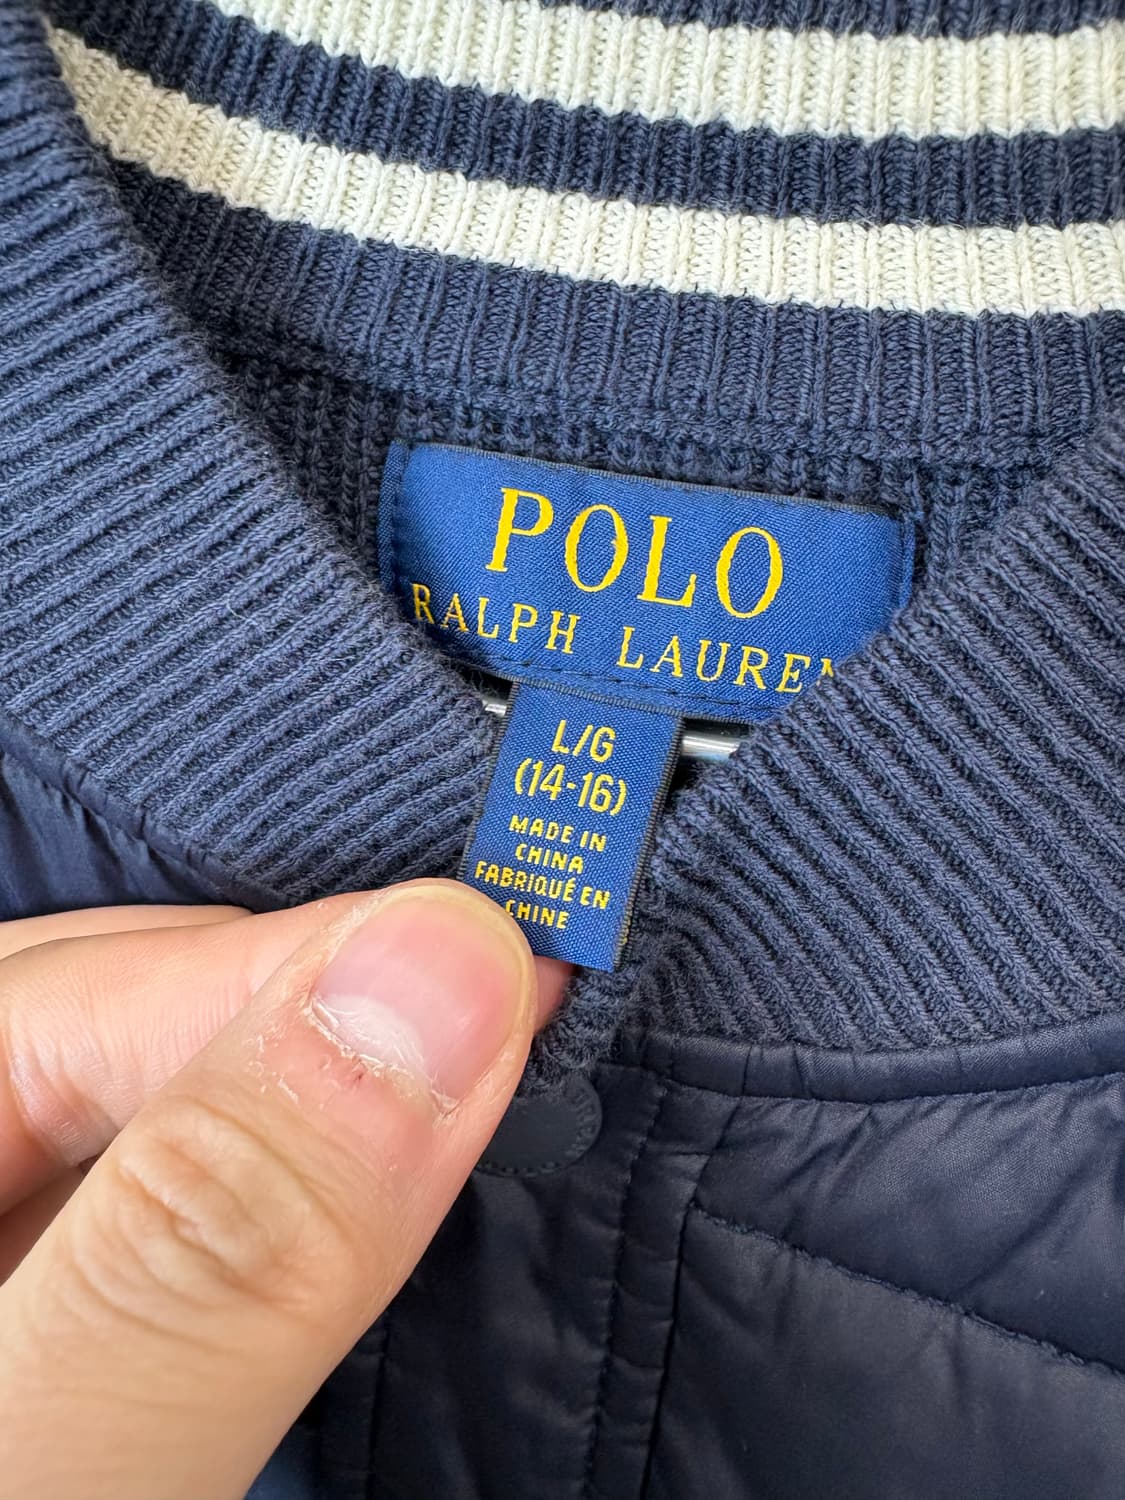 POLO
RALPH LAUREN
L/G
(14-16)
MADE IN
CHINA
FABRIQUÉ EN
CHINE